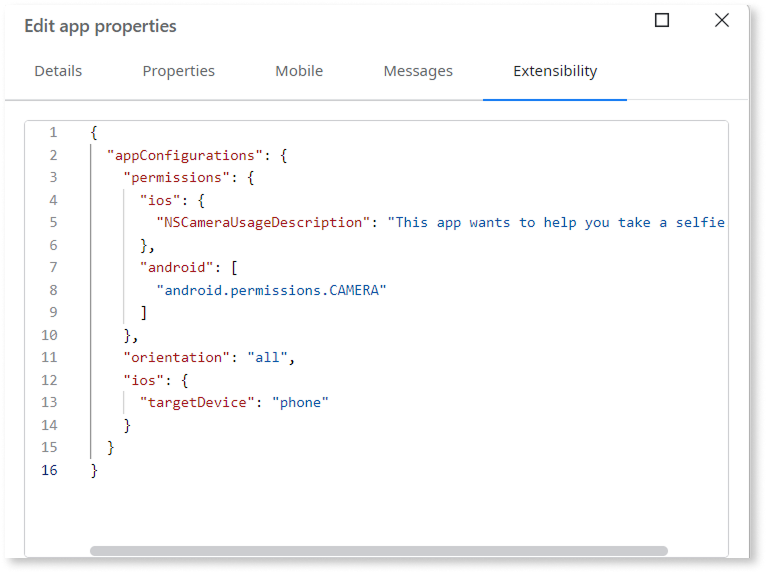 Edit app properties
Details Properties Mobile Messages Extensibility
1 {
2 "appConfigurations": {
3 "permissions": {
4 "ios": {
5 "NSCameraUsageDescription": "This app wants to help you take a selfie
6 },
7 "android": [
8 "android.permissions.CAMERA"
9 ]
10 },
11 "orientation": "all",
12 "ios": {
13 "targetDevice": "phone"
14 }
15 }
16 }